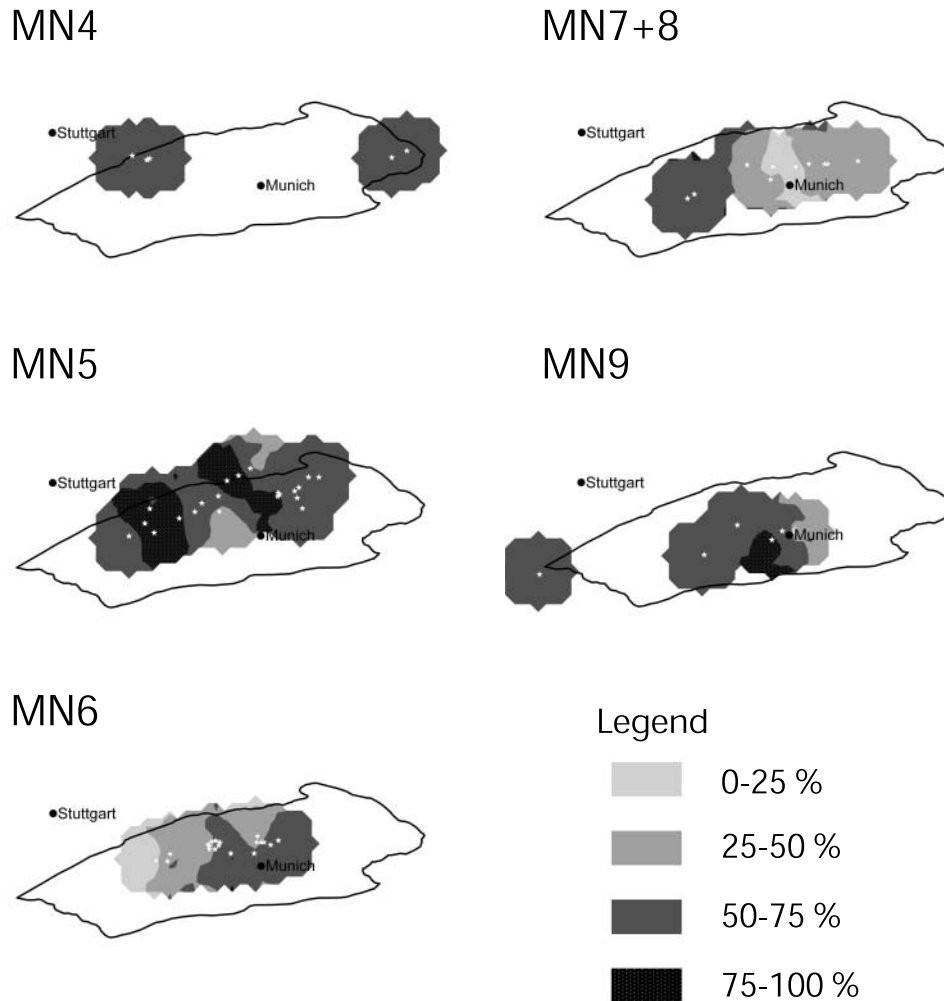 MN4
MN7+8
Stuttgart
Munich
Stuttgart
Munich
MN5
MN9
Stuttgart
Munich
Stuttgart
Munich
MN6
Stuttgart
Munich
Legend
0-25 %
25-50 %
50-75 %
75-100 %